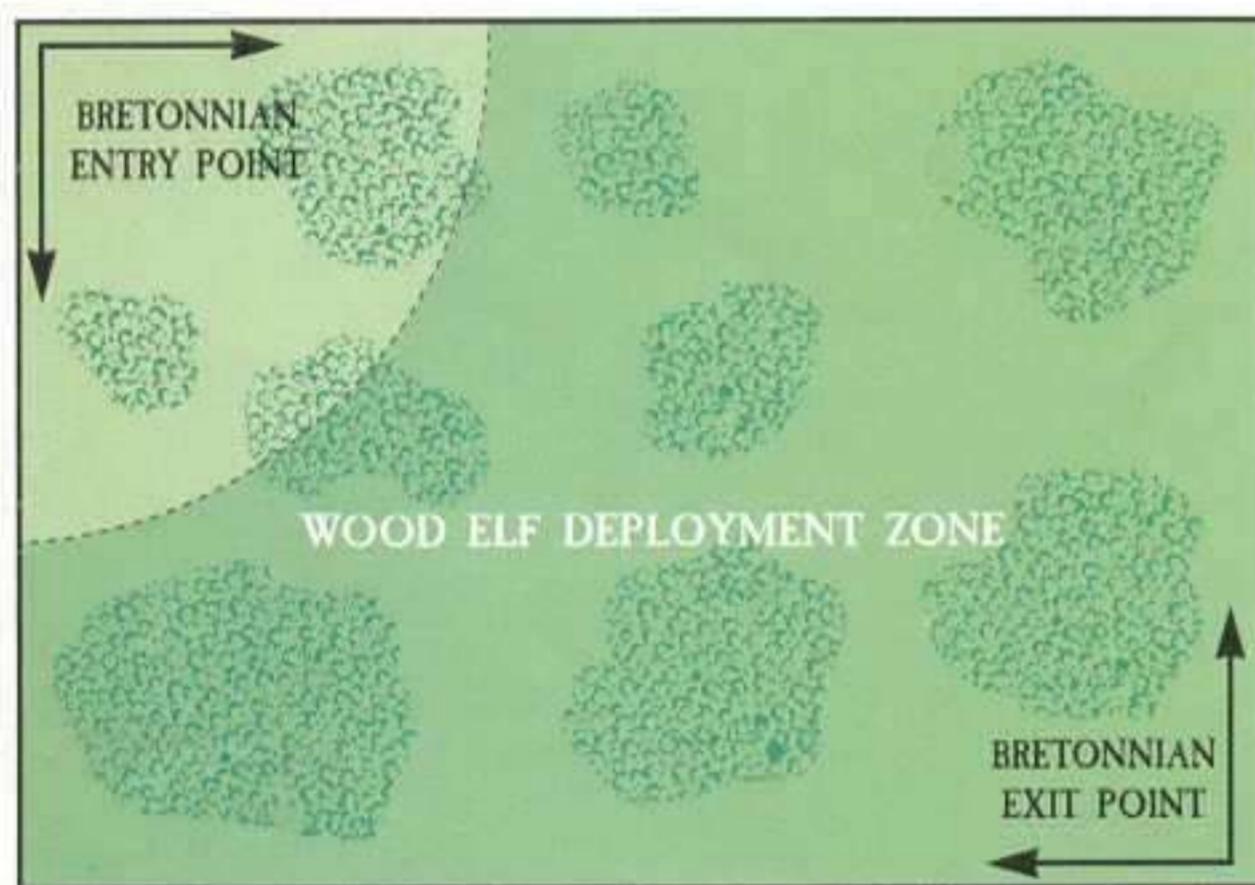 BRETONNIAN
ENTRY POINT
WOOD ELF DEPLOYMENT ZONE
BRETONNIAN
EXIT POINT